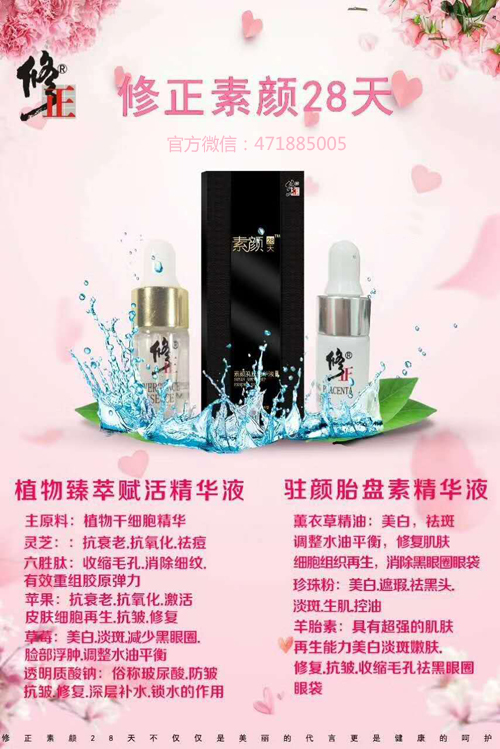 修正®
修正素颜28天
官方微信：471885005
修正
素颜28天™
修®正
修®正
PLACENTA
植物臻萃赋活精华液
主原料：植物干细胞精华
灵芝：：抗衰老.抗氧化.祛痘
六胜肽：收缩毛孔.消除细纹.
有效重组胶原弹力
苹果：抗衰老.抗氧化.激活
皮肤细胞再生.抗皱.修复
草莓：美白,淡斑,减少黑眼圈.
脸部浮肿.调整水油平衡
透明质酸钠：俗称玻尿酸.防皱
抗皱.修复.深层补水.锁水的作用
驻颜胎盘素精华液
薰衣草精油：美白，祛斑
调整水油平衡，修复肌肤
细胞组织再生，消除黑眼圈眼袋
珍珠粉：美白,遮瑕.祛黑头.
淡斑.生肌.控油
羊胎素：具有超强的肌肤
再生能力美白淡斑嫩肤.
修复.抗皱.收缩毛孔祛黑眼圈
眼袋
修正素颜28天不仅仅是美丽的代言更是健康的呵护